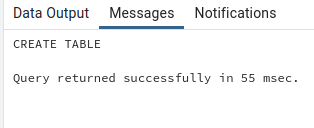 Data Output Messages Notifications
CREATE TABLE
Query returned successfully in 55 msec.